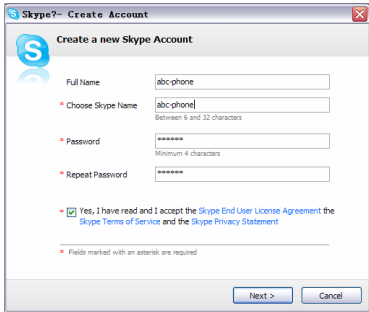 Skype?- Create Account
Create a new Skype Account
Full Name abc-phone
* Choose Skype Name abc-phone
Between 6 and 32 characters
* Password ******
Minimum 4 characters
* Repeat Password ******
* Yes, I have read and I accept the Skype End User License Agreement the
Skype Terms of Service and the Skype Privacy Statement
* Fields marked with an asterisk are required
Next > Cancel